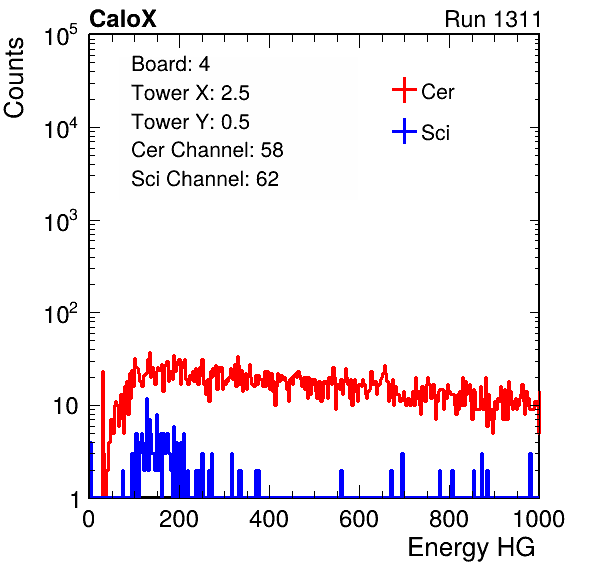 CaloX Run 1311
Counts
Energy HG
Board: 4
Tower X: 2.5
Tower Y: 0.5
Cer Channel: 58
Sci Channel: 62
Cer
Sci
10^5
10^4
10^3
10^2
10
1
0 200 400 600 800 1000